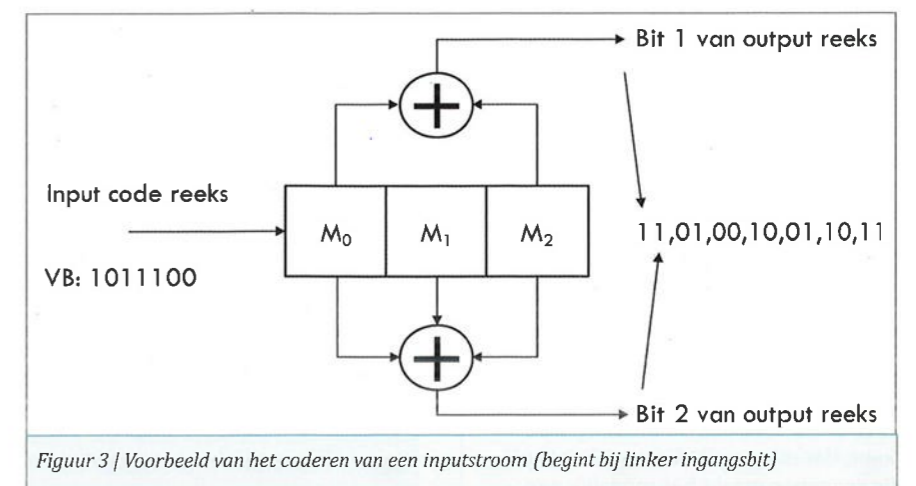 Bit 1 van output reeks
Input code reeks
M₀ M₁ M₂
11,01,00,10,01,10,11
VB: 1011100
Bit 2 van output reeks
Figuur 3 | Voorbeeld van het coderen van een inputstroom (begint bij linker ingangsbit)